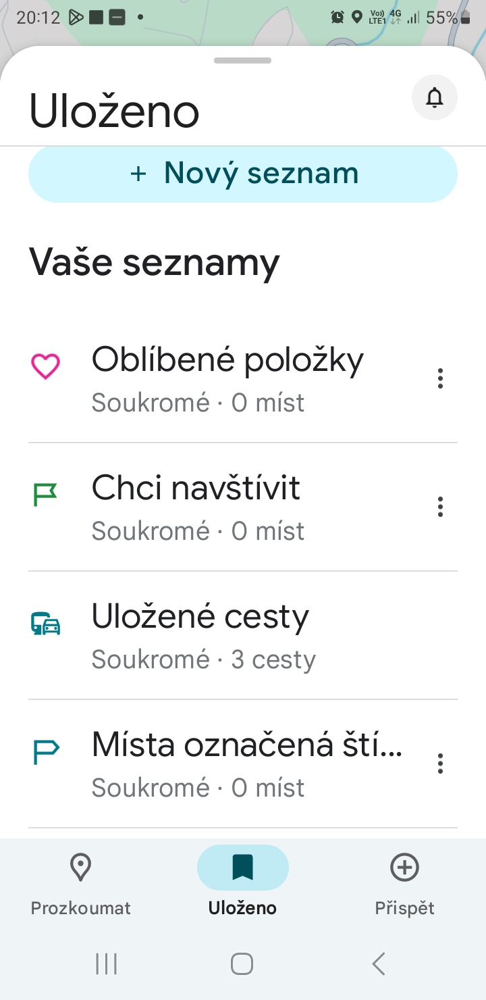 20:12
Vo)) 4G
LTE1
55%
Uloženo
+ Nový seznam
Vaše seznamy
Oblíbené položky
Soukromé · 0 míst
Chci navštívit
Soukromé · 0 míst
Uložené cesty
Soukromé · 3 cesty
Místa označená ští...
Soukromé · 0 míst
Prozkoumat
Uloženo
Přispět